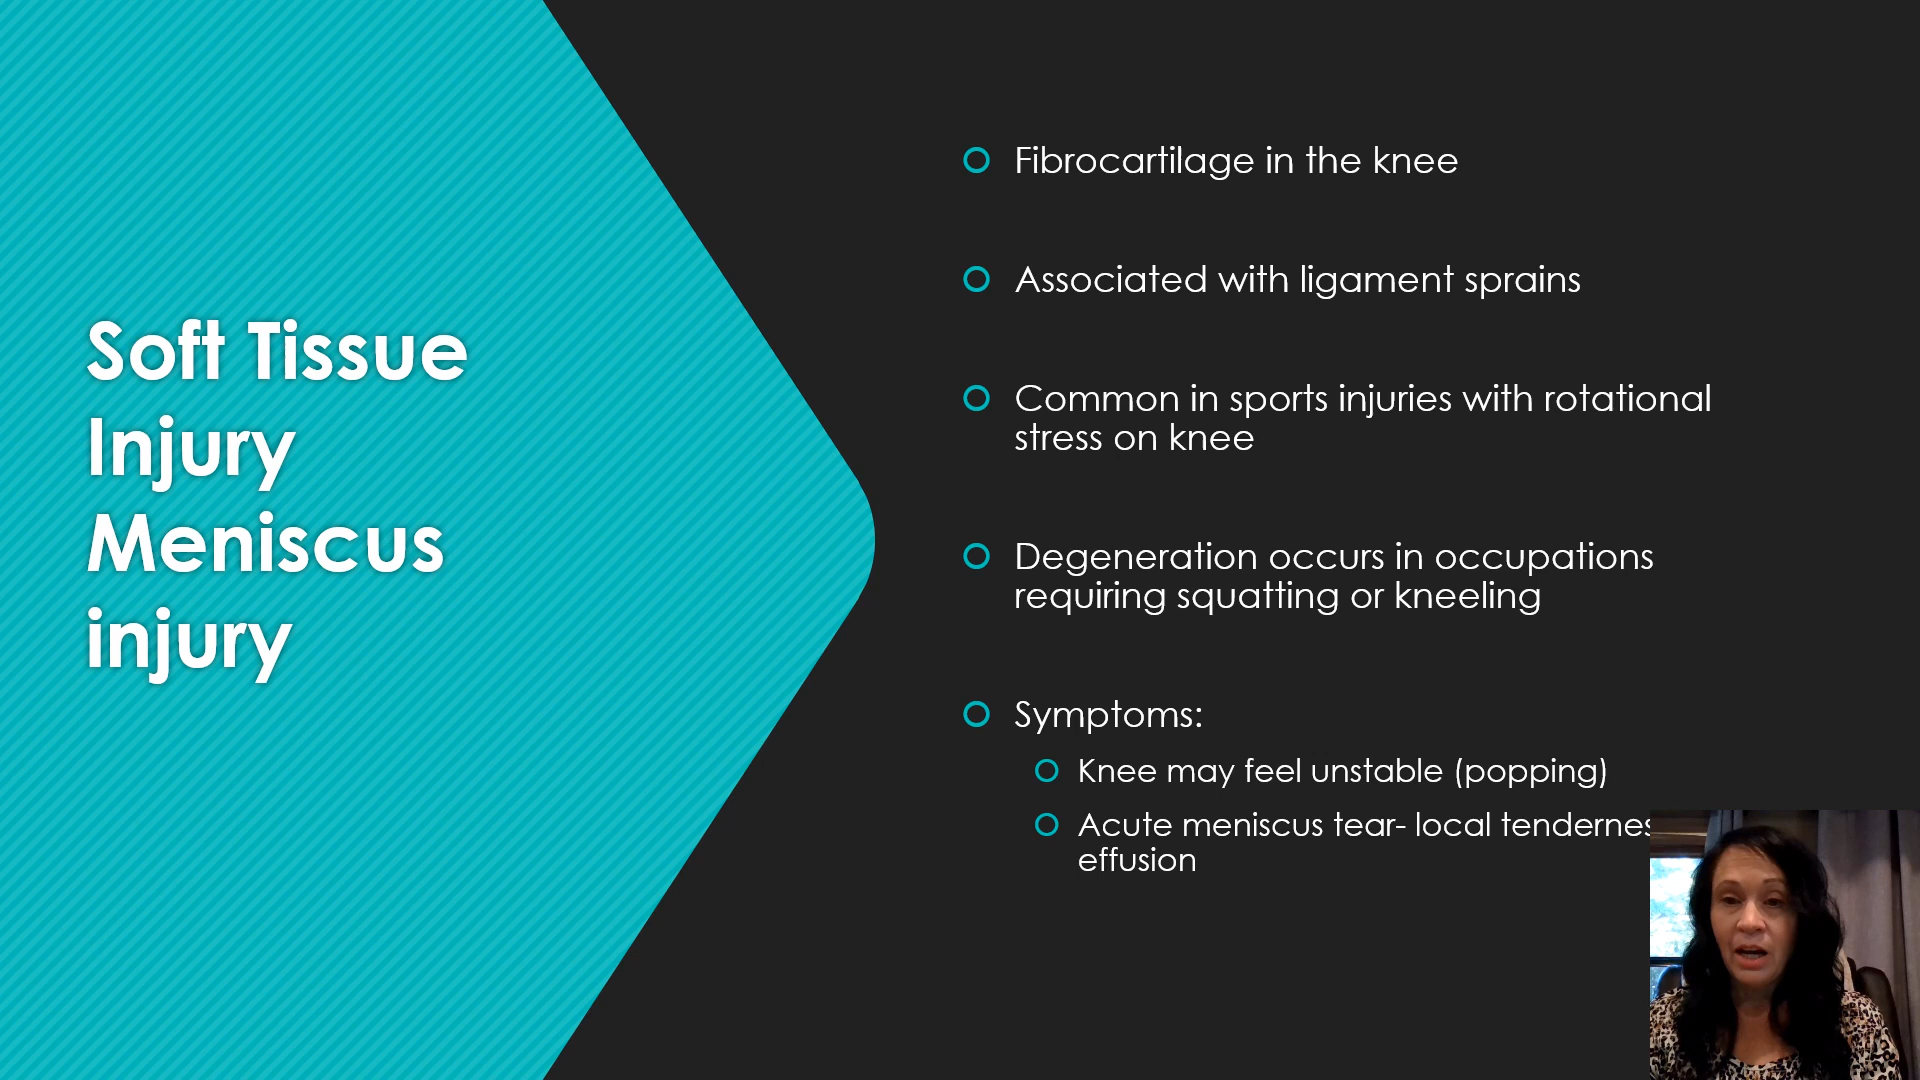 Soft Tissue
Injury
Meniscus
injury
Fibrocartilage in the knee
Associated with ligament sprains
Common in sports injuries with rotational
stress on knee
Degeneration occurs in occupations
requiring squatting or kneeling
Symptoms:
Knee may feel unstable (popping)
Acute meniscus tear- local
effusion